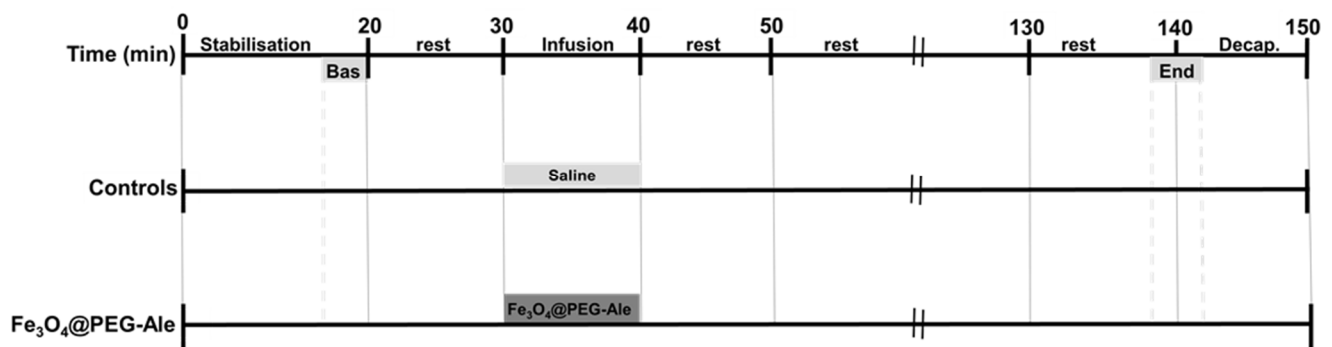 0 20 30 40 50 130 140 150
Time (min) Stabilisation rest Infusion rest rest rest Decap.
Bas End
Saline
Controls
Fe₃O₄@PEG-Ale
Fe₃O₄@PEG-Ale